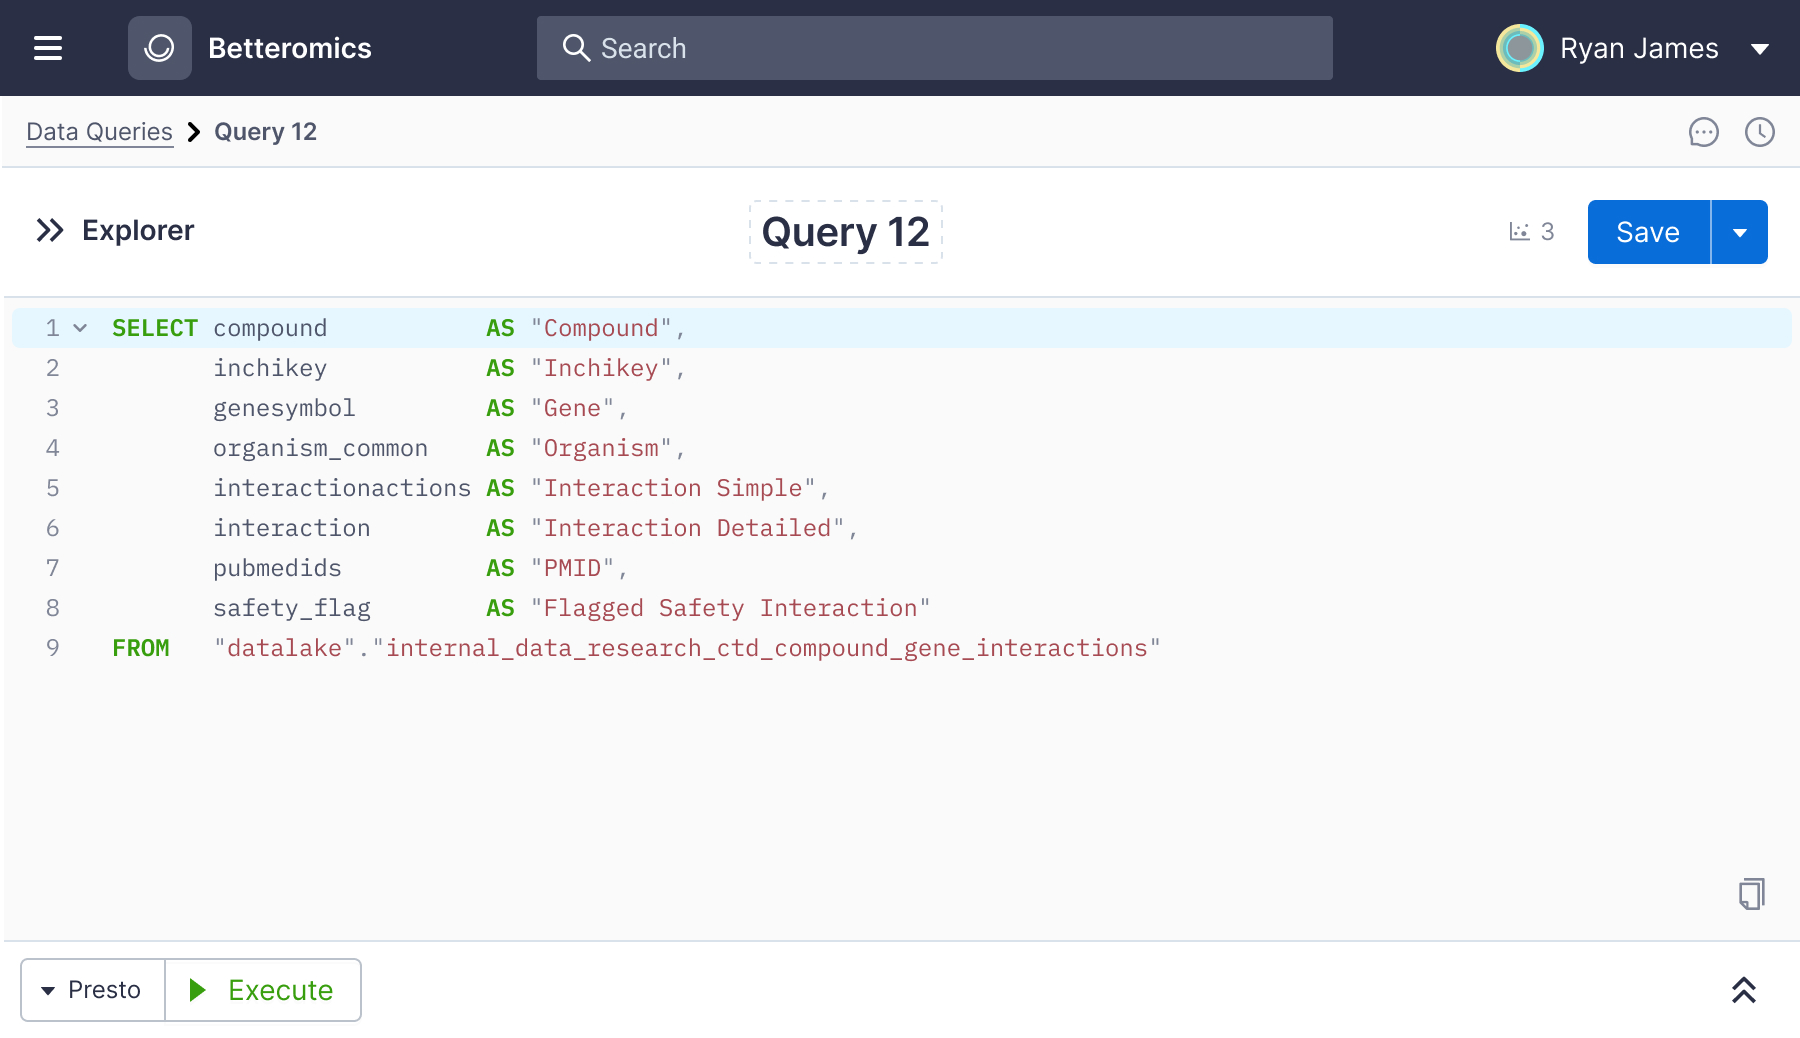 Betteromics
Search
Ryan James
Data Queries
Query 12
Explorer
Query 12
3
Save
1 SELECT compound           AS "Compound",
2        inchikey           AS "Inchikey",
3        genesymbol         AS "Gene",
4        organism_common    AS "Organism",
5        interactionactions AS "Interaction Simple",
6        interaction        AS "Interaction Detailed",
7        pubmedids          AS "PMID",
8        safety_flag        AS "Flagged Safety Interaction"
9 FROM   "datalake"."internal_data_research_ctd_compound_gene_interactions"
Presto
Execute